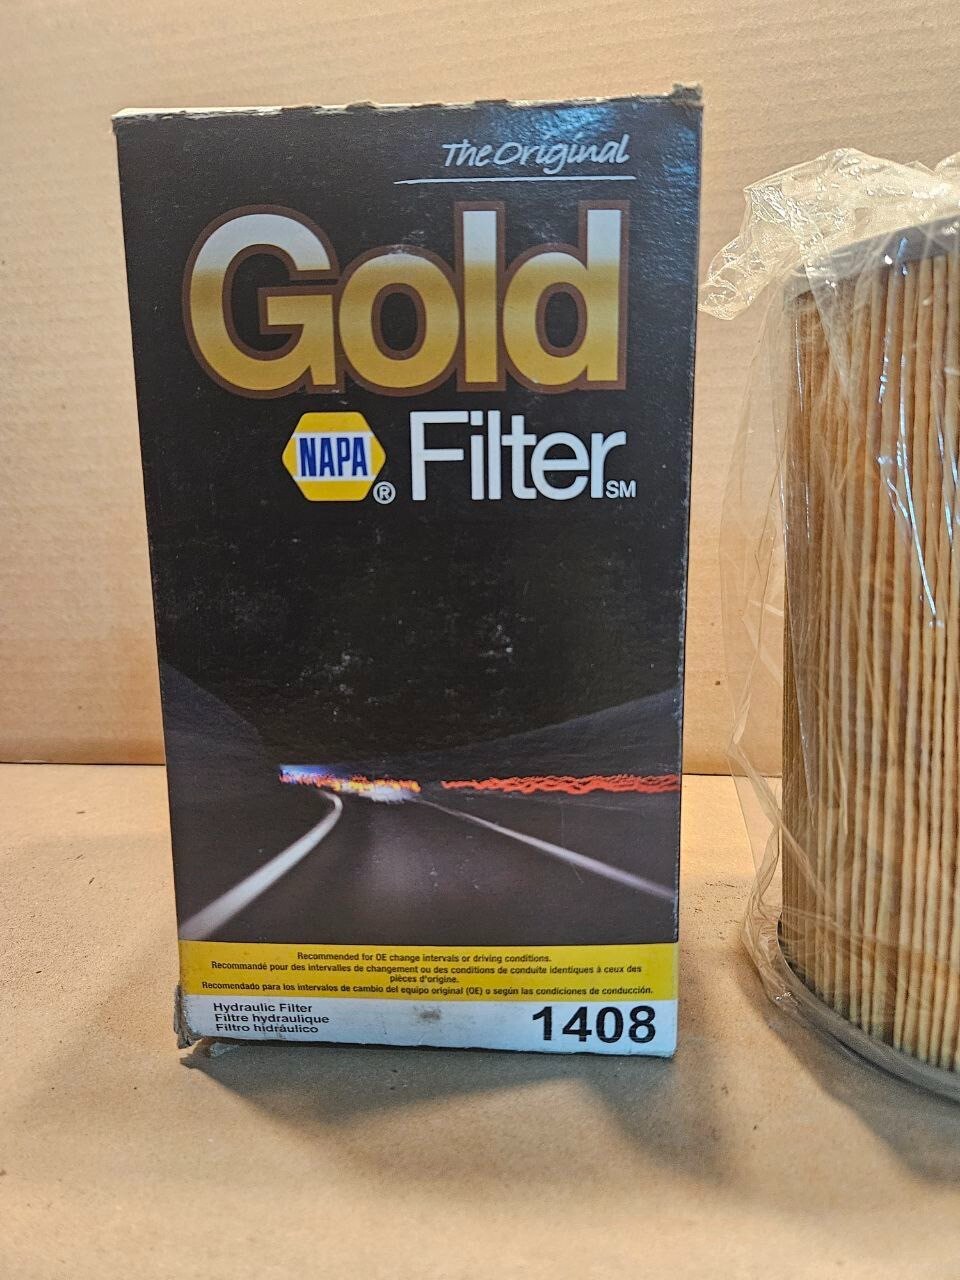 The Original
Gold
NAPA® Filter SM
Recommended for OE change intervals or driving conditions.
Recommandé pour des intervalles de changement ou des conditions de conduite identiques à ceux des
pièces d'origine.
Recomendado para los intervalos de cambio del equipo original (OE) o según las condiciones de conducción.
Hydraulic Filter
Filtre hydraulique
Filtro hidráulico
1408